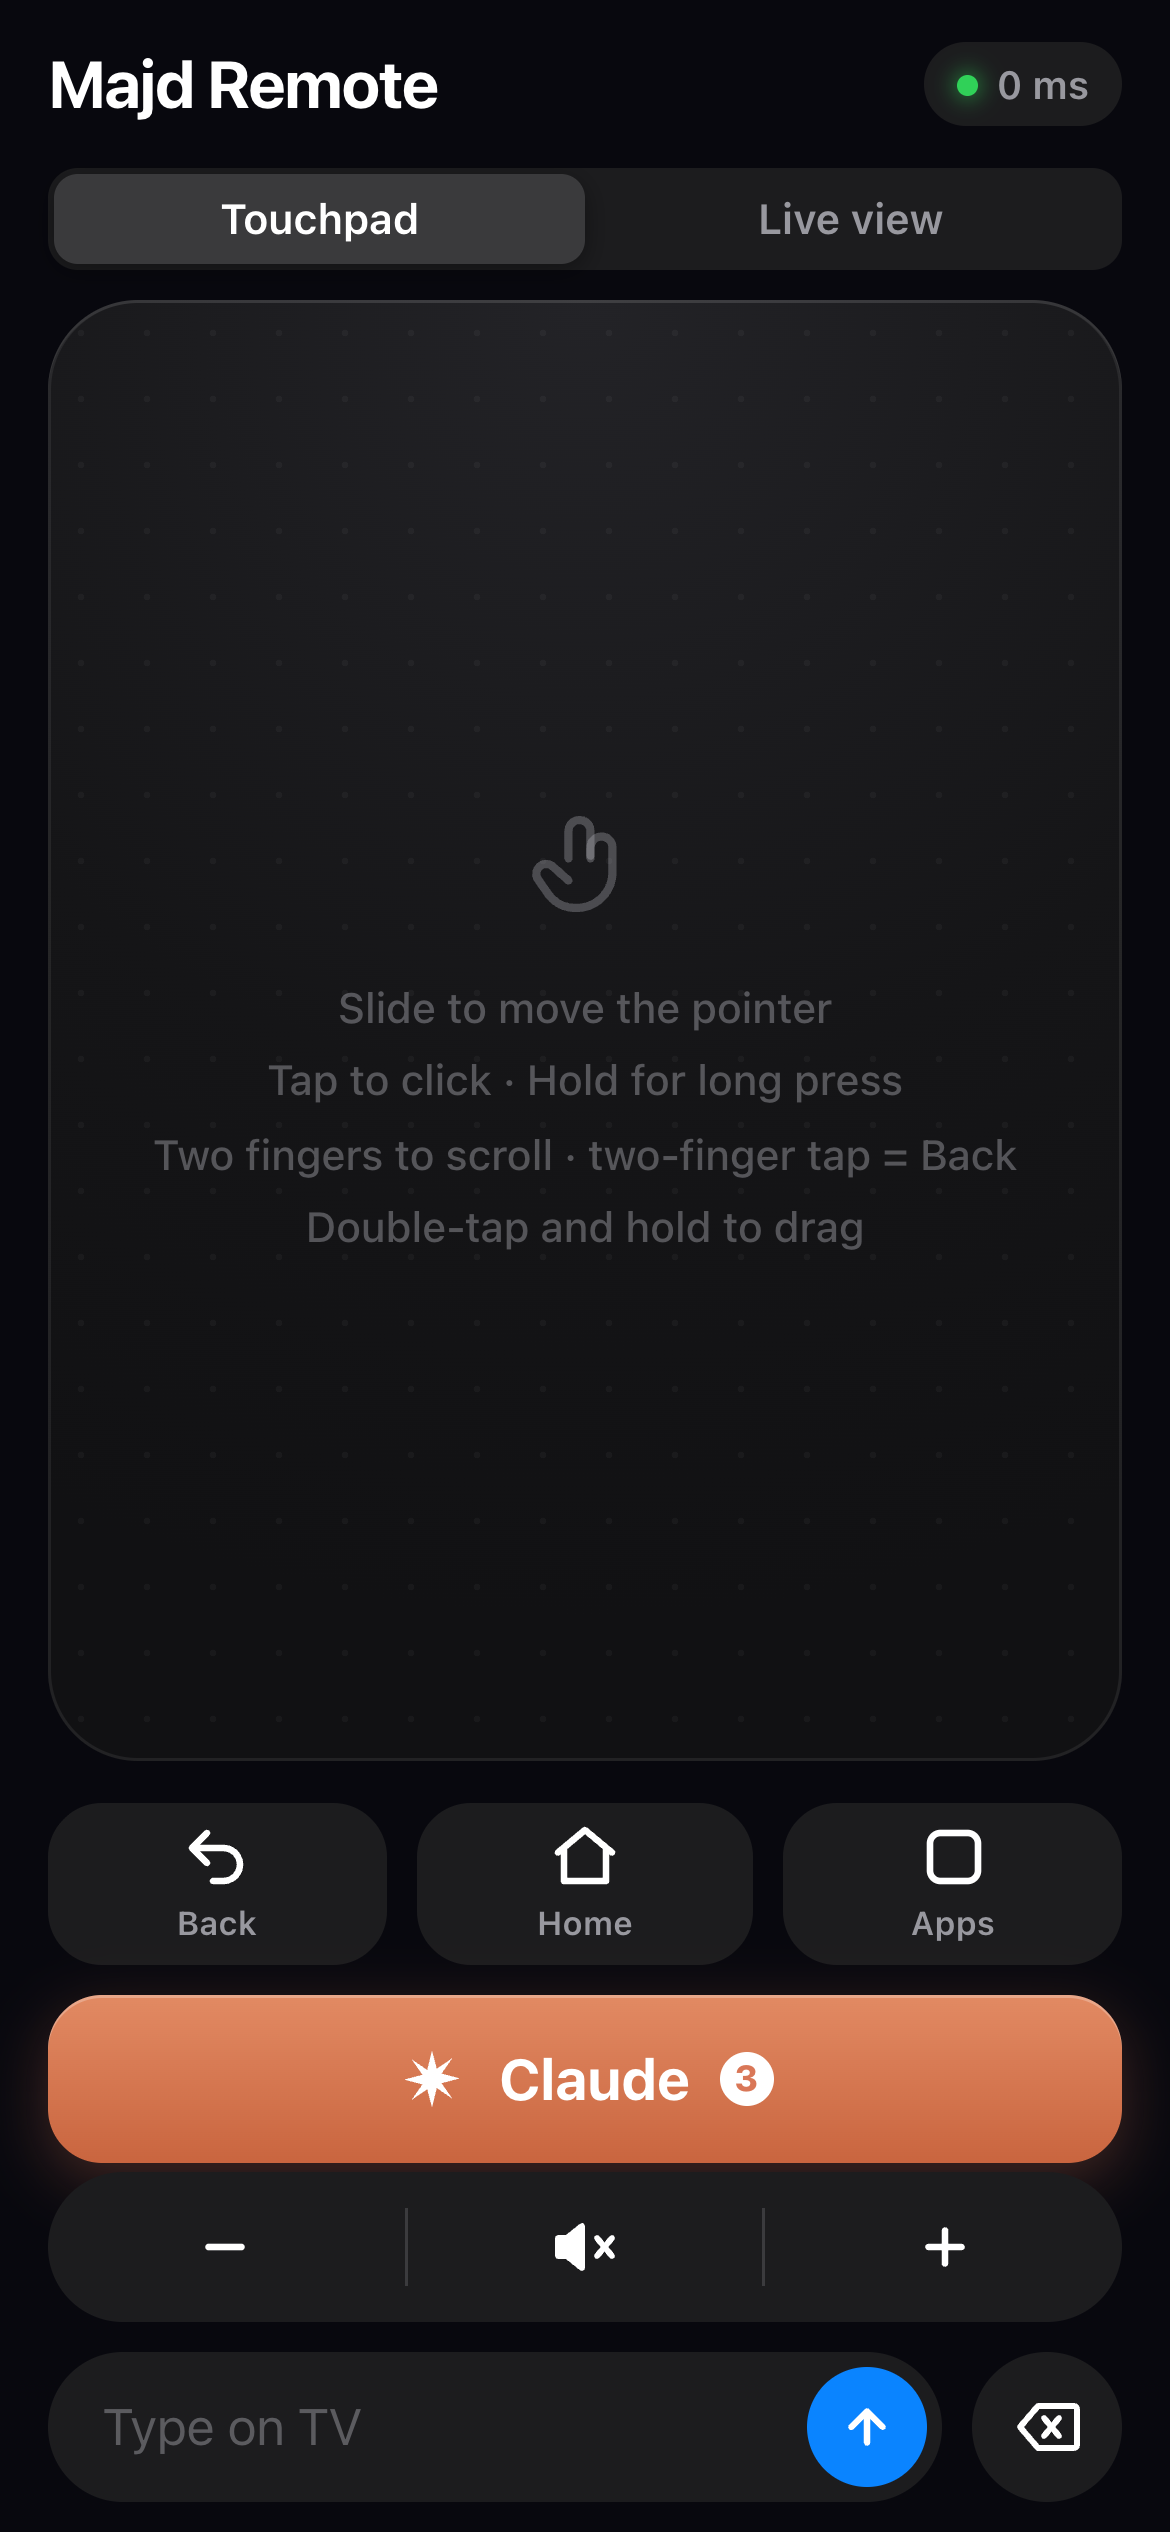 Majd Remote
0 ms
Touchpad
Live view
Slide to move the pointer
Tap to click · Hold for long press
Two fingers to scroll · two-finger tap = Back
Double-tap and hold to drag
Back
Home
Apps
Claude 3
Type on TV